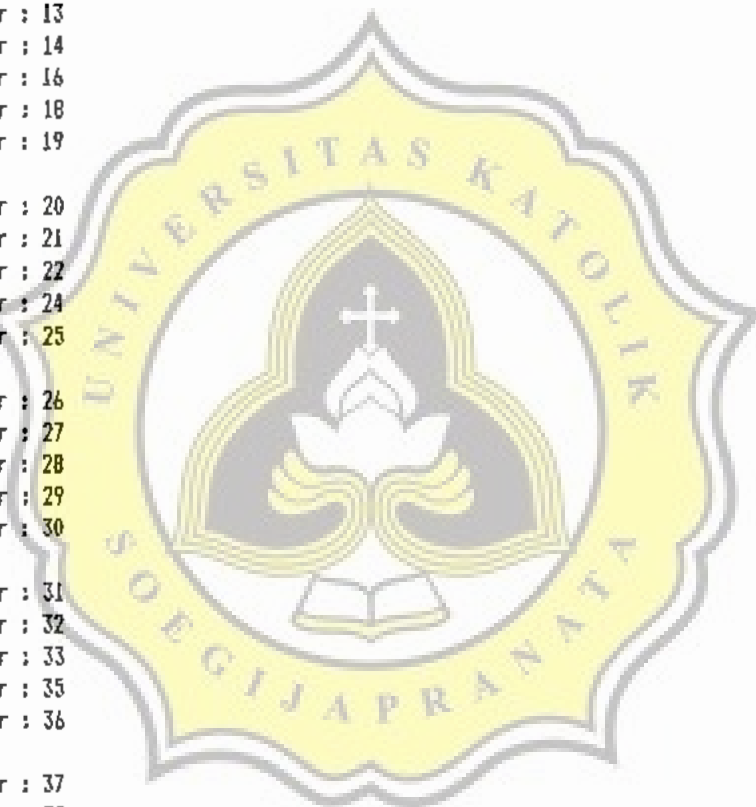 r : 13
r : 14
r : 16
r : 18
r : 19
r : 20
r : 21
r : 22
r : 24
r : 25
r : 26
r : 27
r : 28
r : 29
r : 30
r : 31
r : 32
r : 33
r : 35
r : 36
r : 37
UNIVERSITAS KATOLIK
SOEGIJAPRANATA